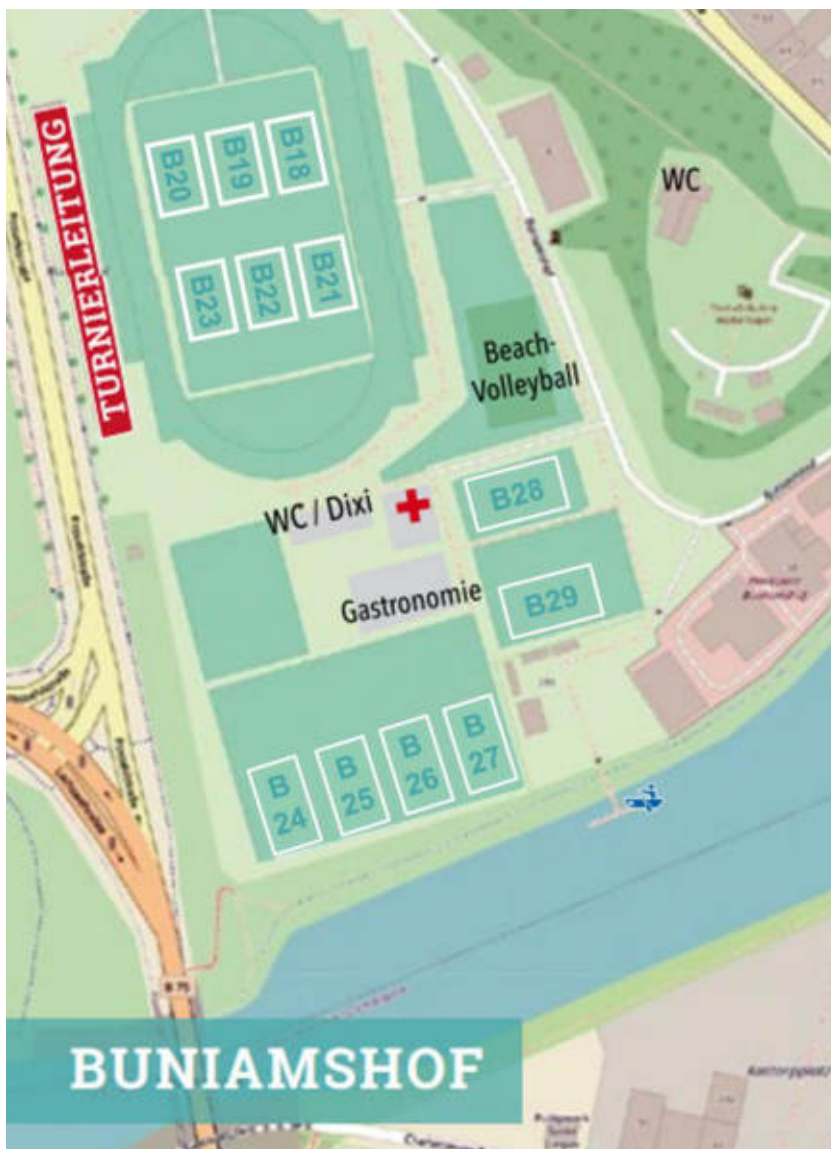 TURNIERLEITUNG
B20
B19
B18
B23
B22
B21
WC
Beach-
Volleyball
WC / Dixi
B28
Gastronomie
B29
B
24
B
25
B
26
B
27
B 75
BUNIAMSHOF